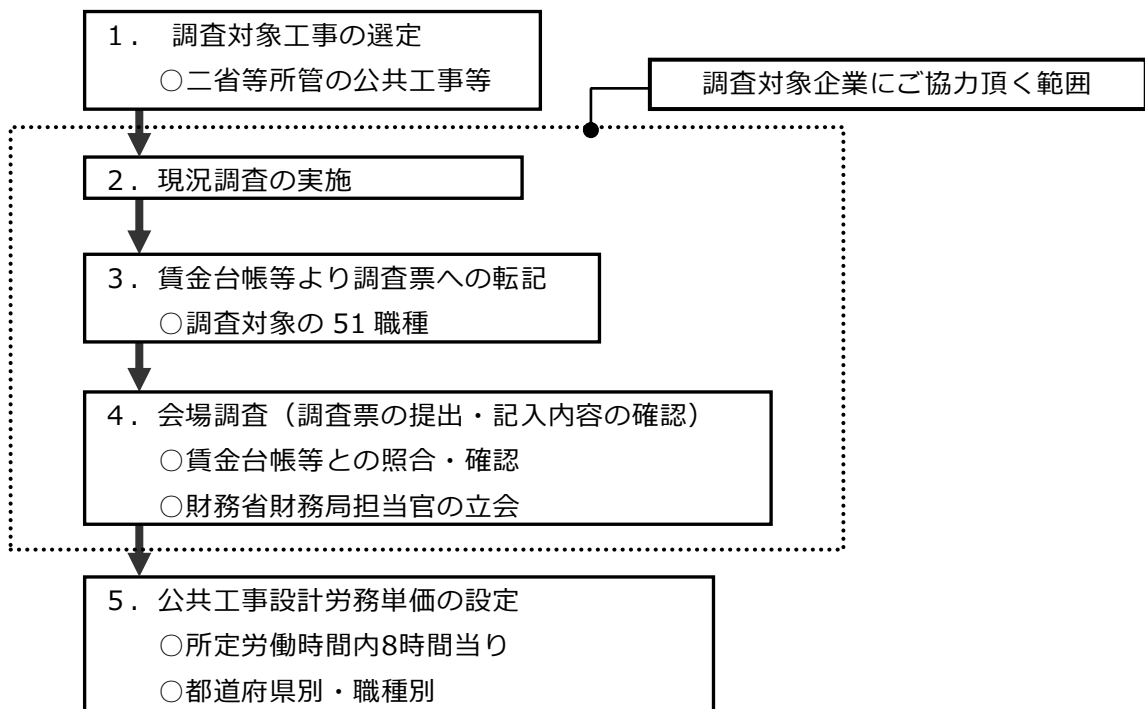 1. 調査対象工事の選定
○二省等所管の公共工事等
調査対象企業にご協力頂く範囲
2. 現況調査の実施
3. 賃金台帳等より調査票への転記
○調査対象の 51 職種
4. 会場調査（調査票の提出・記入内容の確認）
○賃金台帳等との照合・確認
○財務省財務局担当官の立会
5. 公共工事設計労務単価の設定
○所定労働時間内8時間当り
○都道府県別・職種別